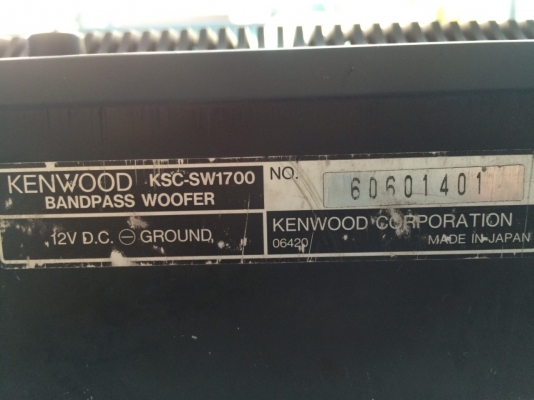 KENWOOD KSC-SW1700
BANDPASS WOOFER
12V D.C. ⊖ GROUND
NO. 60601401
KENWOOD CORPORATION
06420 MADE IN JAPAN